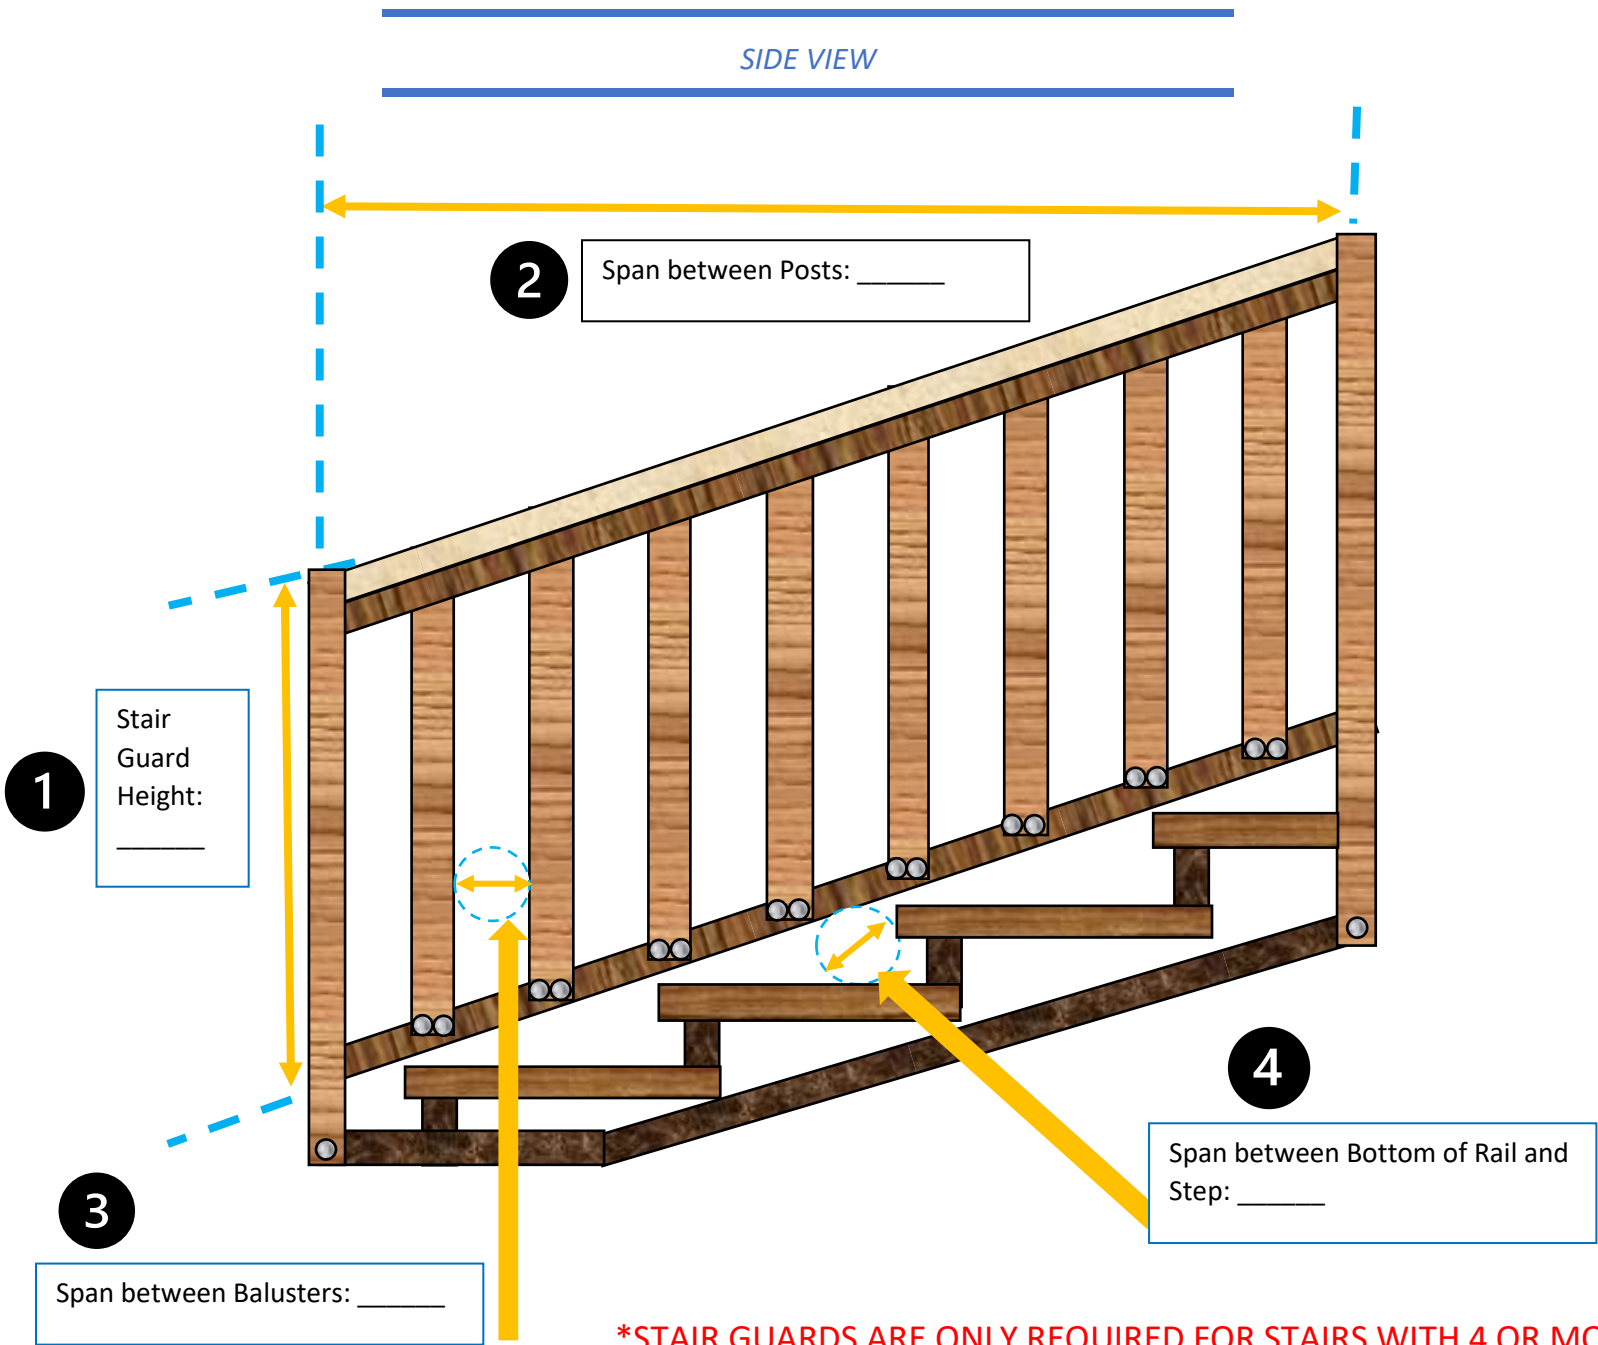 SIDE VIEW
2
Span between Posts: ______
1
Stair
Guard
Height:
______
4
Span between Bottom of Rail and
Step: ______
3
Span between Balusters: ______
*STAIR GUARDS ARE ONLY REQUIRED FOR STAIRS WITH 4 OR